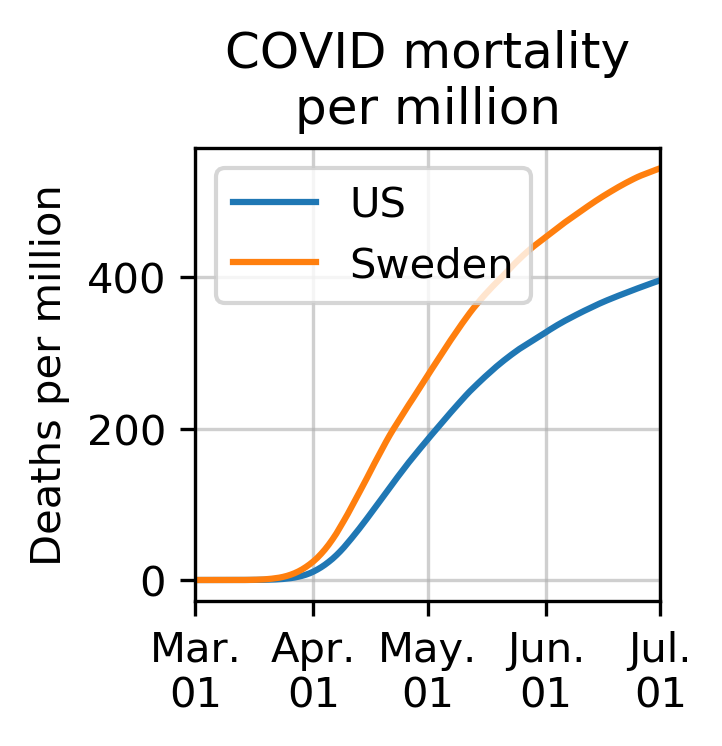 COVID mortality
per million
US
Sweden
Deaths per million
400
200
0
Mar.
01
Apr.
01
May.
01
Jun.
01
Jul.
01